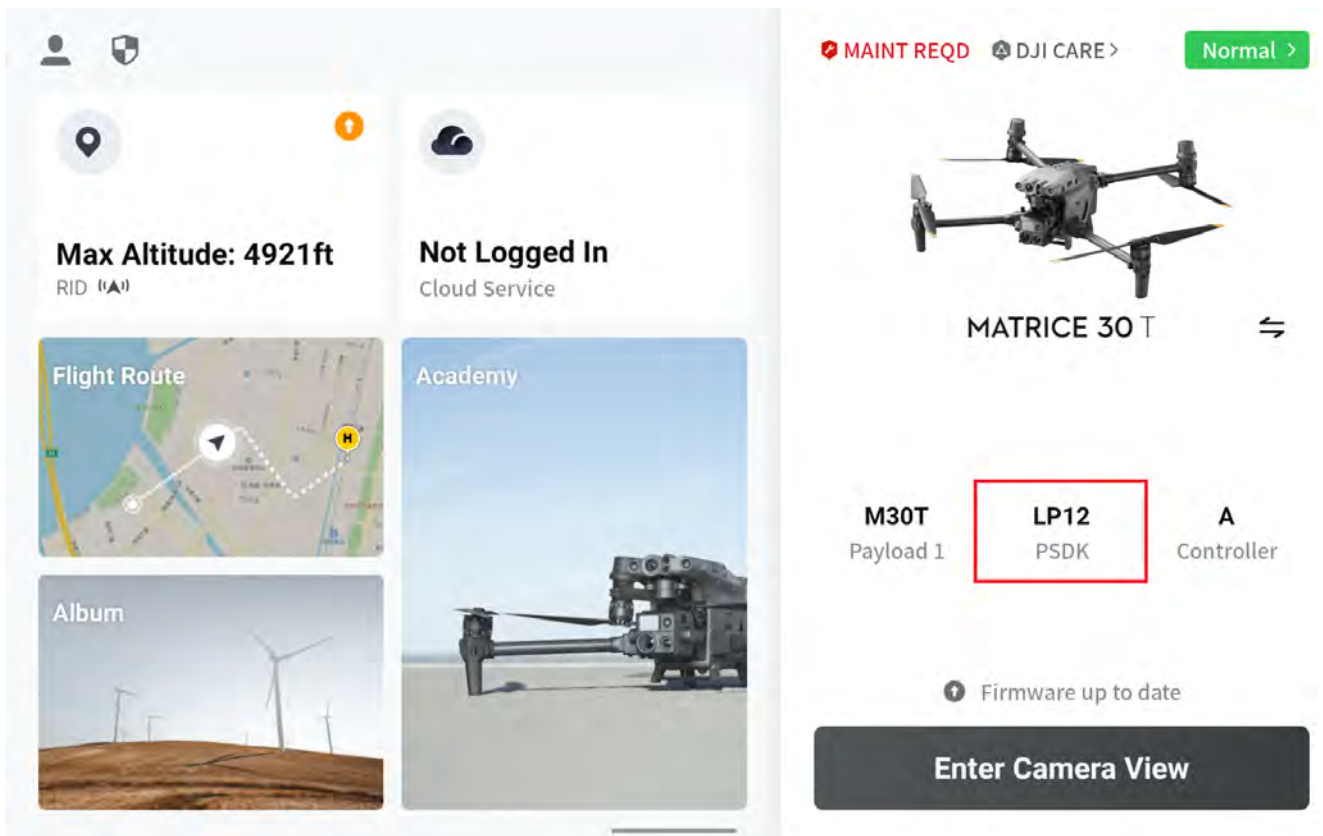 Max Altitude: 4921ft
RID
Not Logged In
Cloud Service
Flight Route
H
Academy
Album
MAINT REQD
DJI CARE >
Normal >
MATRICE 30 T
M30T
Payload 1
LP12
PSDK
A
Controller
Firmware up to date
Enter Camera View